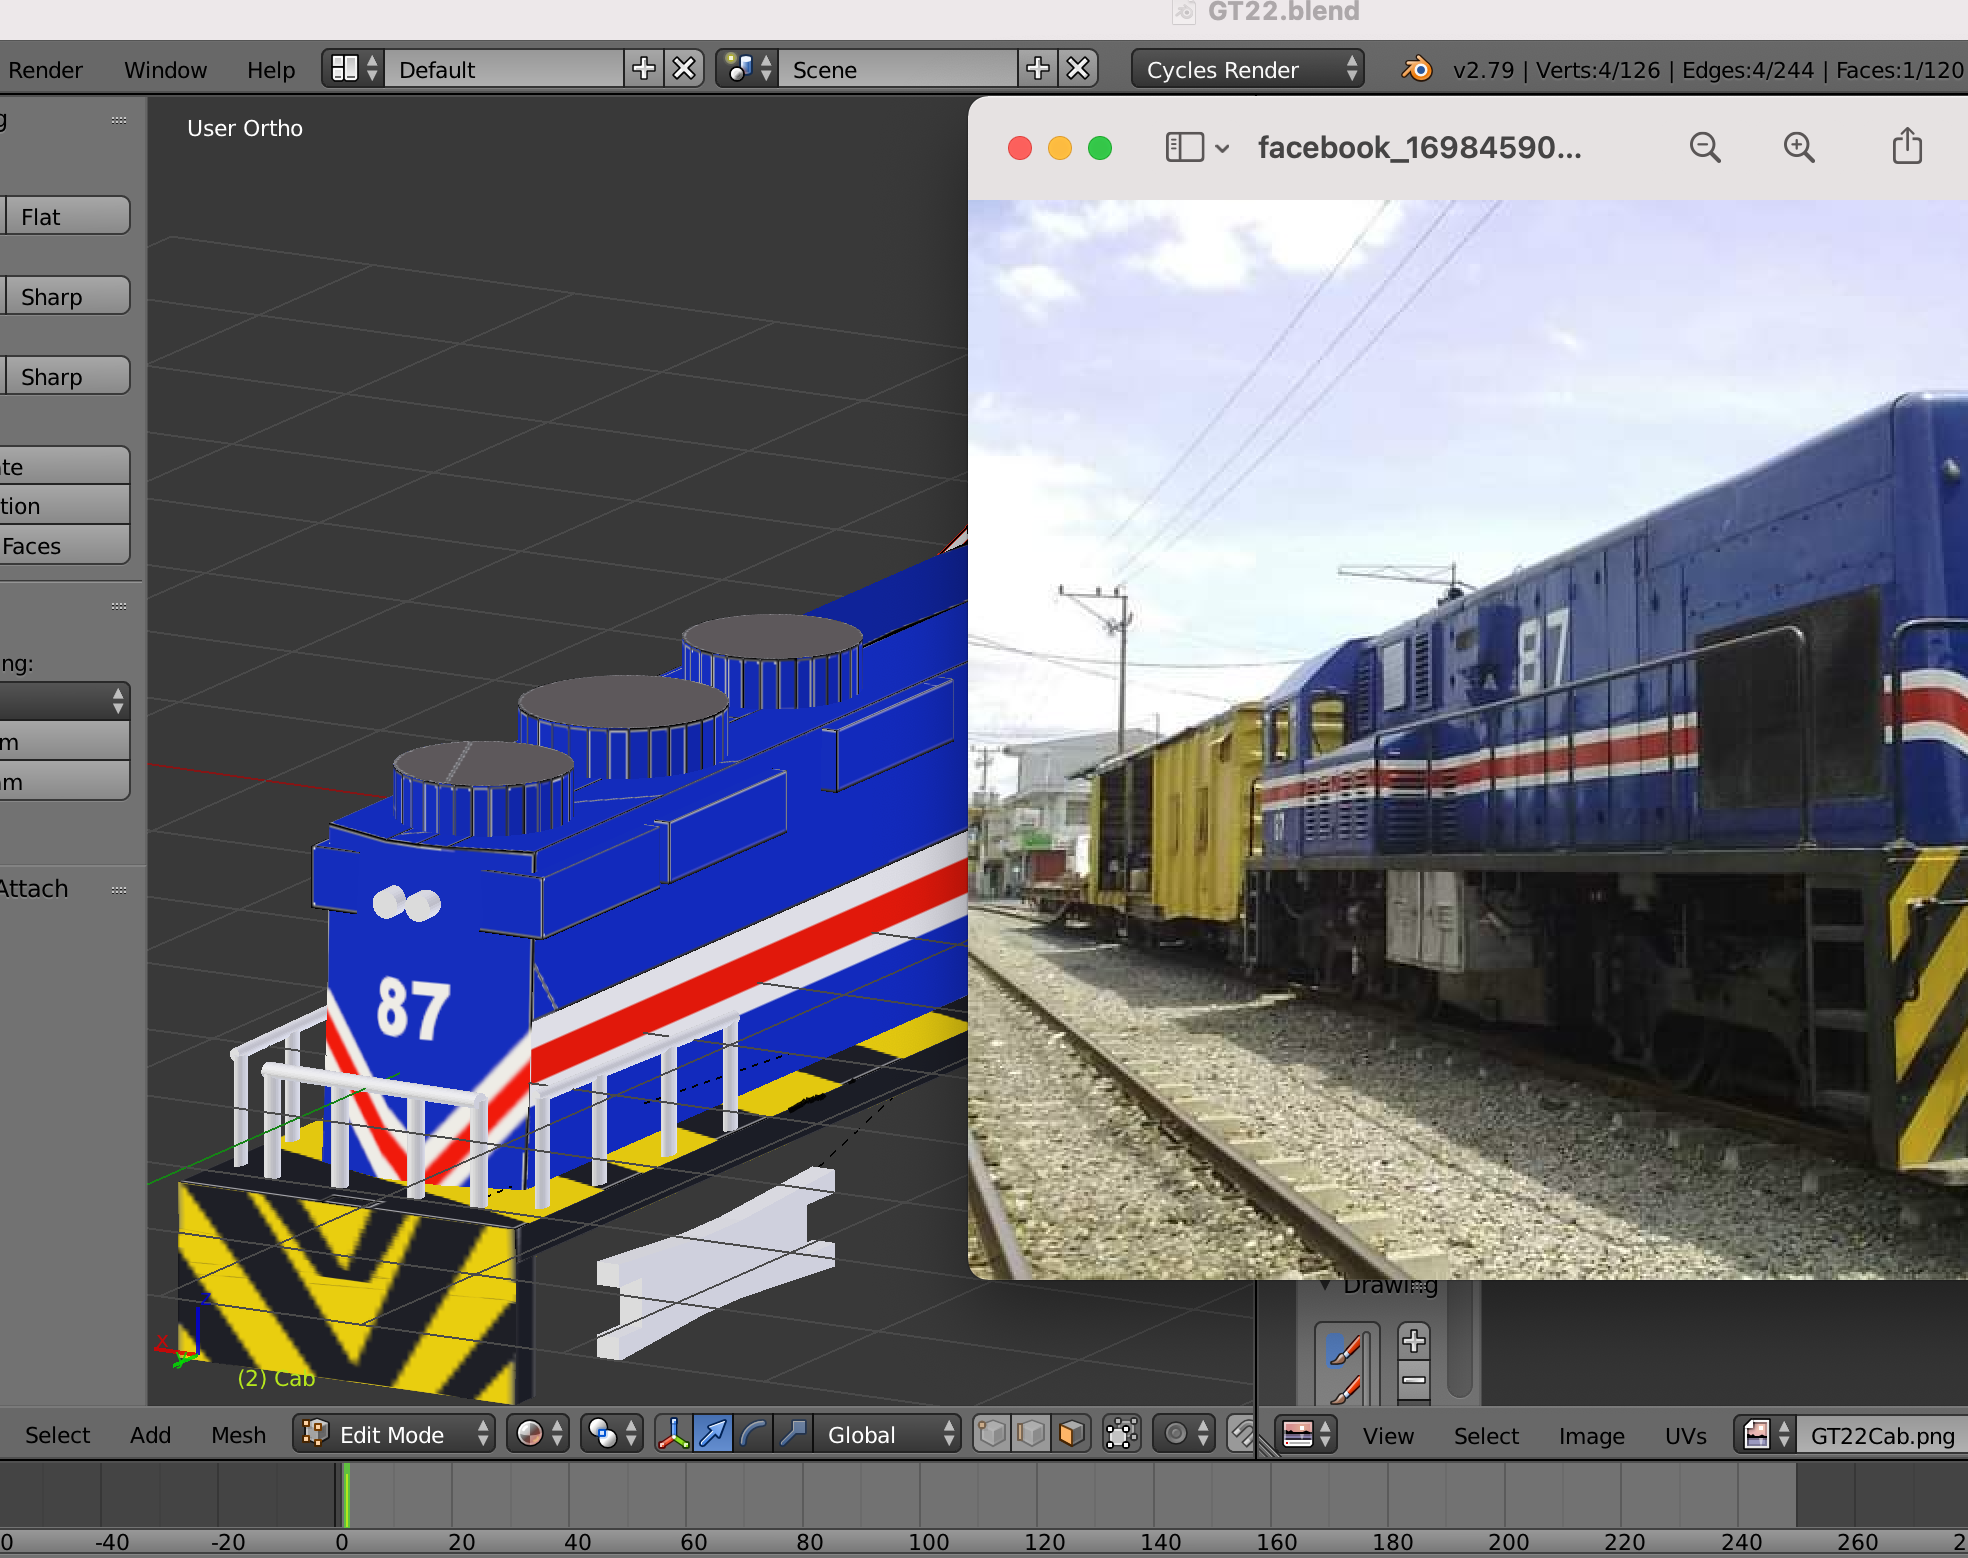 GT22.blend
Render Window Help Default Scene Cycles Render v2.79 | Verts:4/126 | Edges:4/244 | Faces:1/120
g
User Ortho
facebook_16984590...
Flat
Sharp
Sharp
te
tion
Faces
ng:
m
am
Attach
87
87
87
(2) Cab
X
Drawing
Select Add Mesh Edit Mode Global View Select Image UVs GT22Cab.png
0 -40 -20 0 20 40 60 80 100 120 140 160 180 200 220 240 260 2